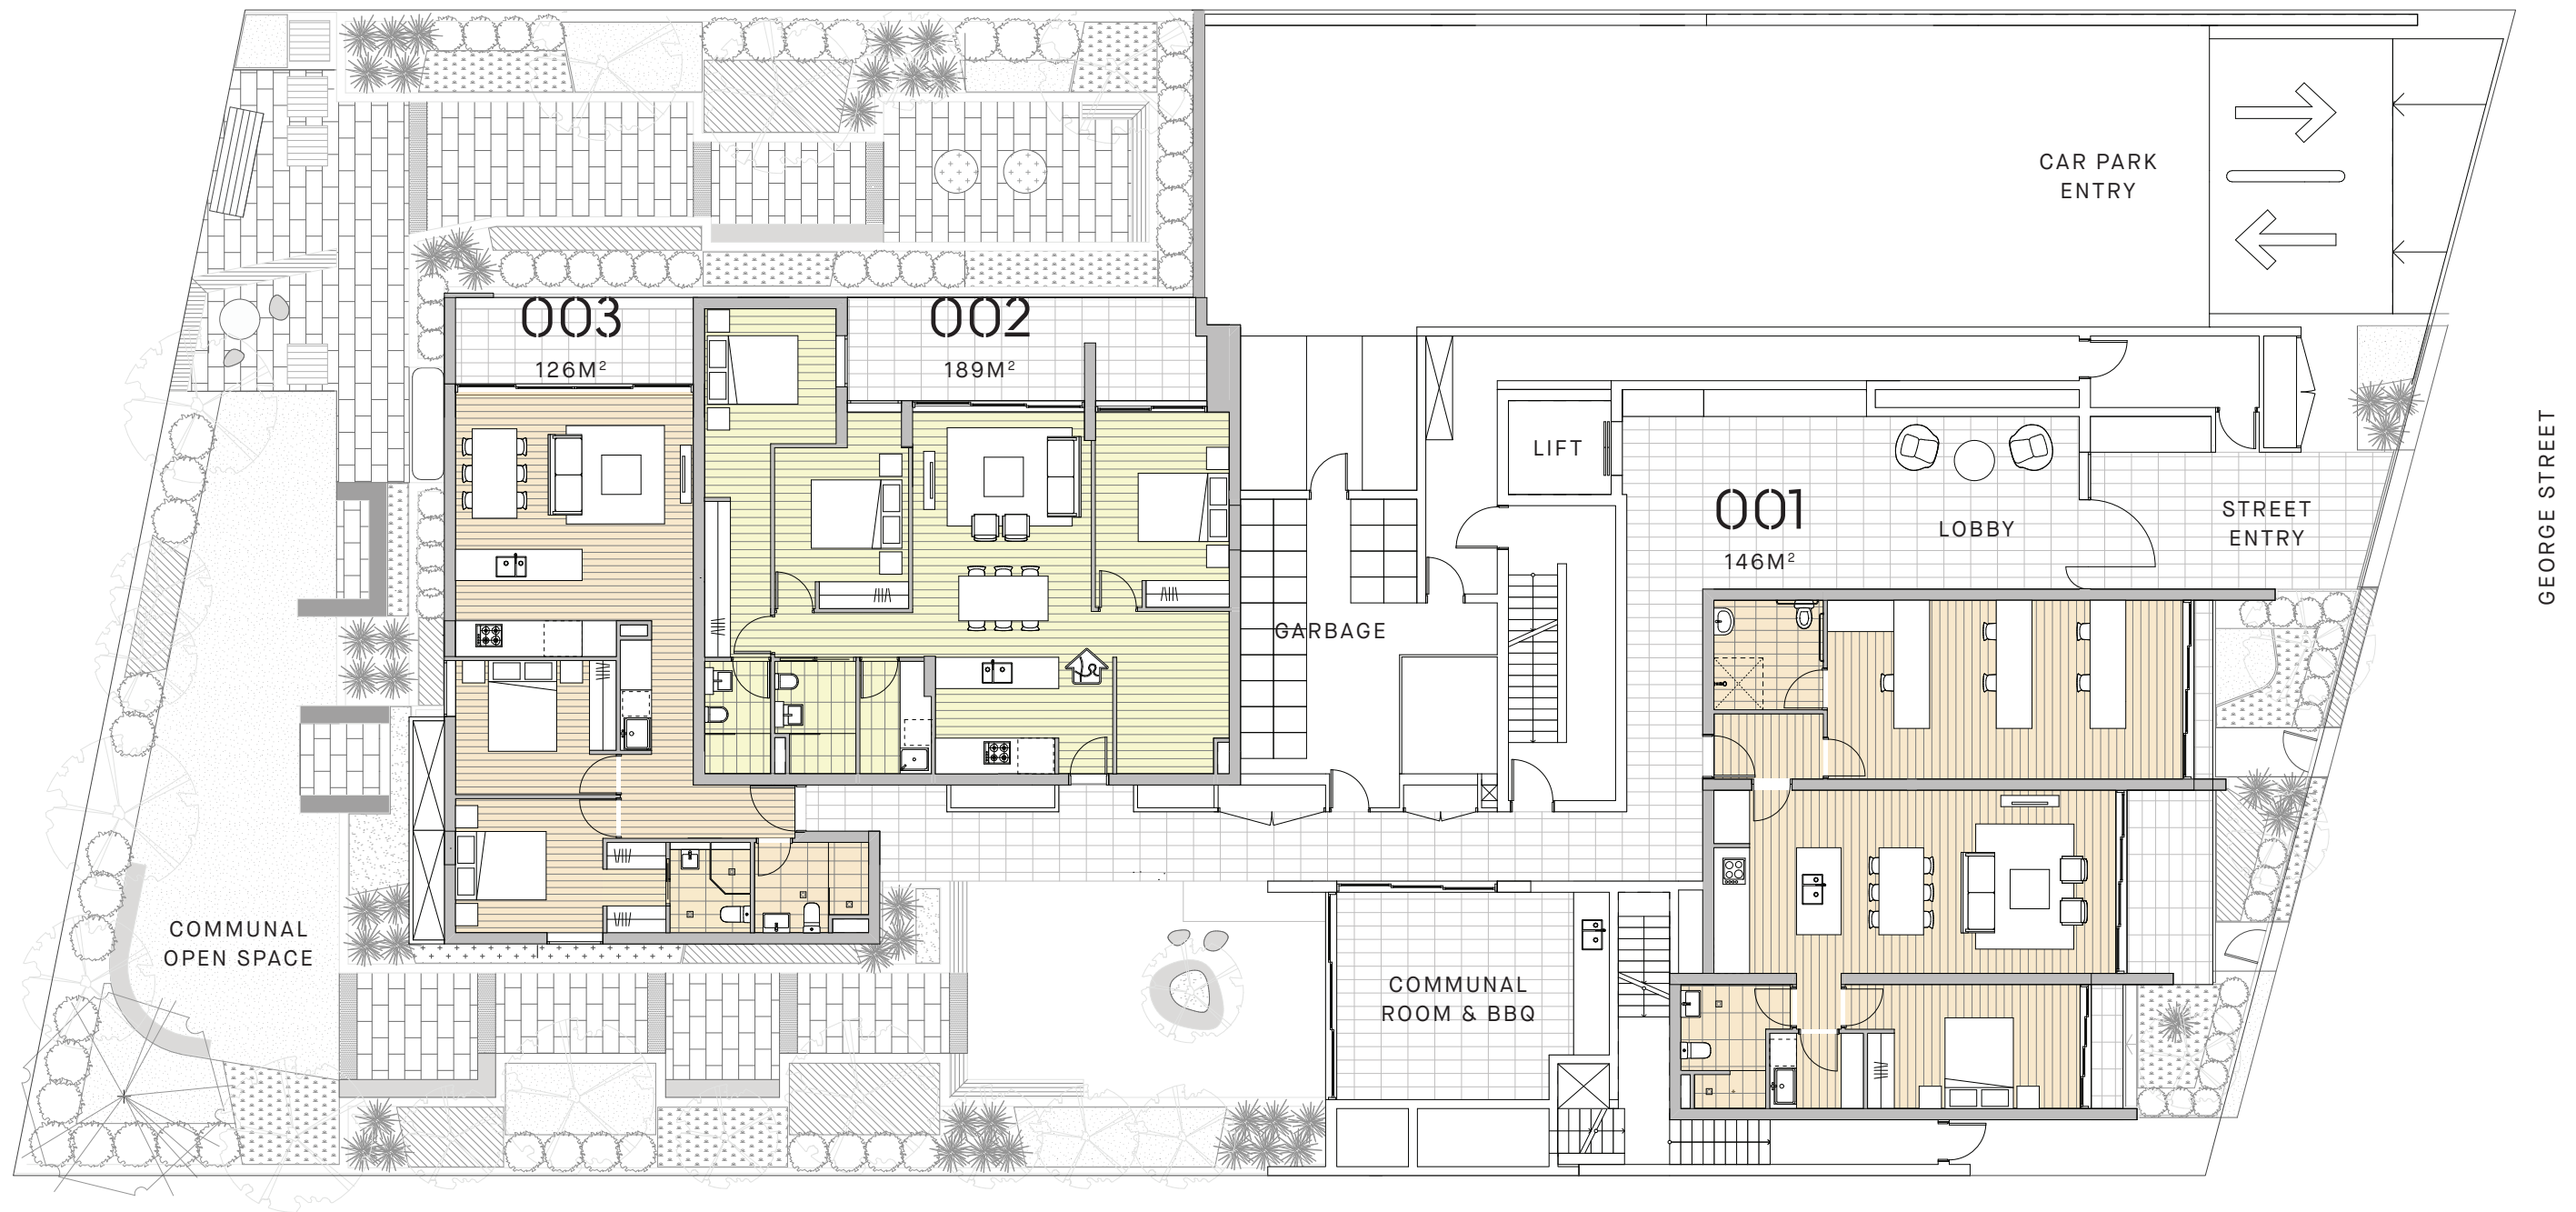 CAR PARK
ENTRY
003
126M²
002
189M²
LIFT
001
146M²
LOBBY
STREET
ENTRY
GEORGE STREET
GARBAGE
COMMUNAL
OPEN SPACE
COMMUNAL
ROOM & BBQ